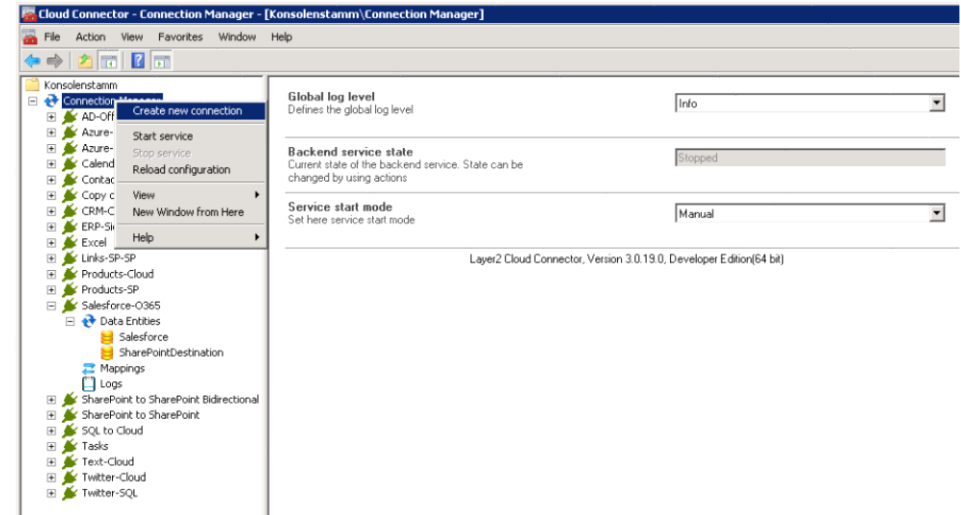 Cloud Connector - Connection Manager - [Konsolenstamm\Connection Manager]
File Action View Favorites Window Help
Konsolenstamm
Connection
AD-Off
Azure-
Azure-
Calend
Contac
Copy c
CRM-C
ERP-Si
Excel
Links-SP-SP
Products-Cloud
Products-SP
Salesforce-O365
Data Entities
Salesforce
SharePointDestination
Mappings
Logs
SharePoint to SharePoint Bidirectional
SharePoint to SharePoint
SQL to Cloud
Tasks
Text-Cloud
Twitter-Cloud
Twitter-SQL
Create new connection
Start service
Stop service
Reload configuration
View
New Window from Here
Help
Global log level
Defines the global log level
Info
Backend service state
Current state of the backend service. State can be
changed by using actions
Stopped
Service start mode
Set here service start mode
Manual
Layer2 Cloud Connector, Version 3.0.19.0, Developer Edition(64 bit)